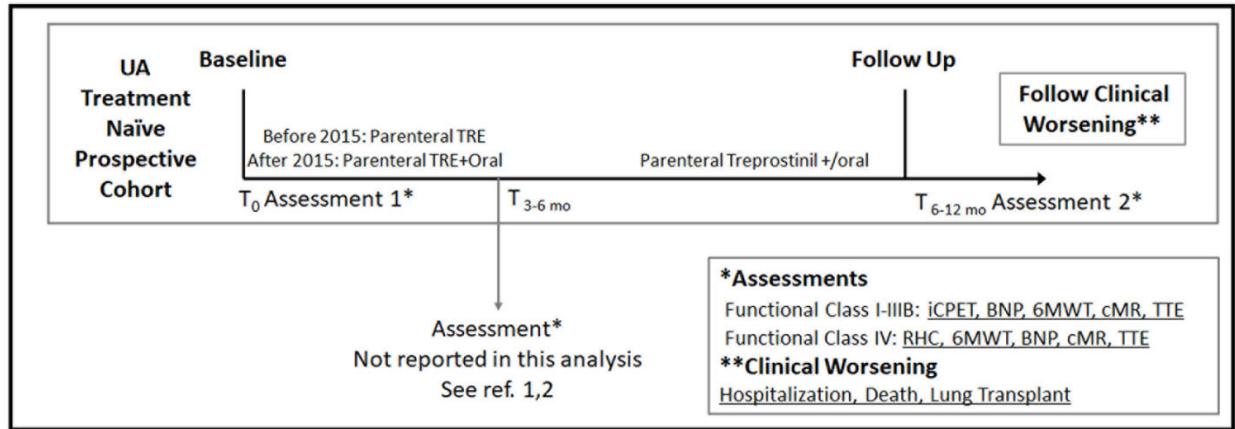 UA
Treatment
Naïve
Prospective
Cohort
Baseline
Follow Up
Follow Clinical
Worsening**
Before 2015: Parenteral TRE
After 2015: Parenteral TRE+Oral
Parenteral Treprostinil +/oral
T0 Assessment 1*
T3-6 mo
T6-12 mo Assessment 2*
Assessment*
Not reported in this analysis
See ref. 1,2
*Assessments
Functional Class I-IIIB: iCPET, BNP, 6MWT, cMR, TTE
Functional Class IV: RHC, 6MWT, BNP, cMR, TTE
**Clinical Worsening
Hospitalization, Death, Lung Transplant